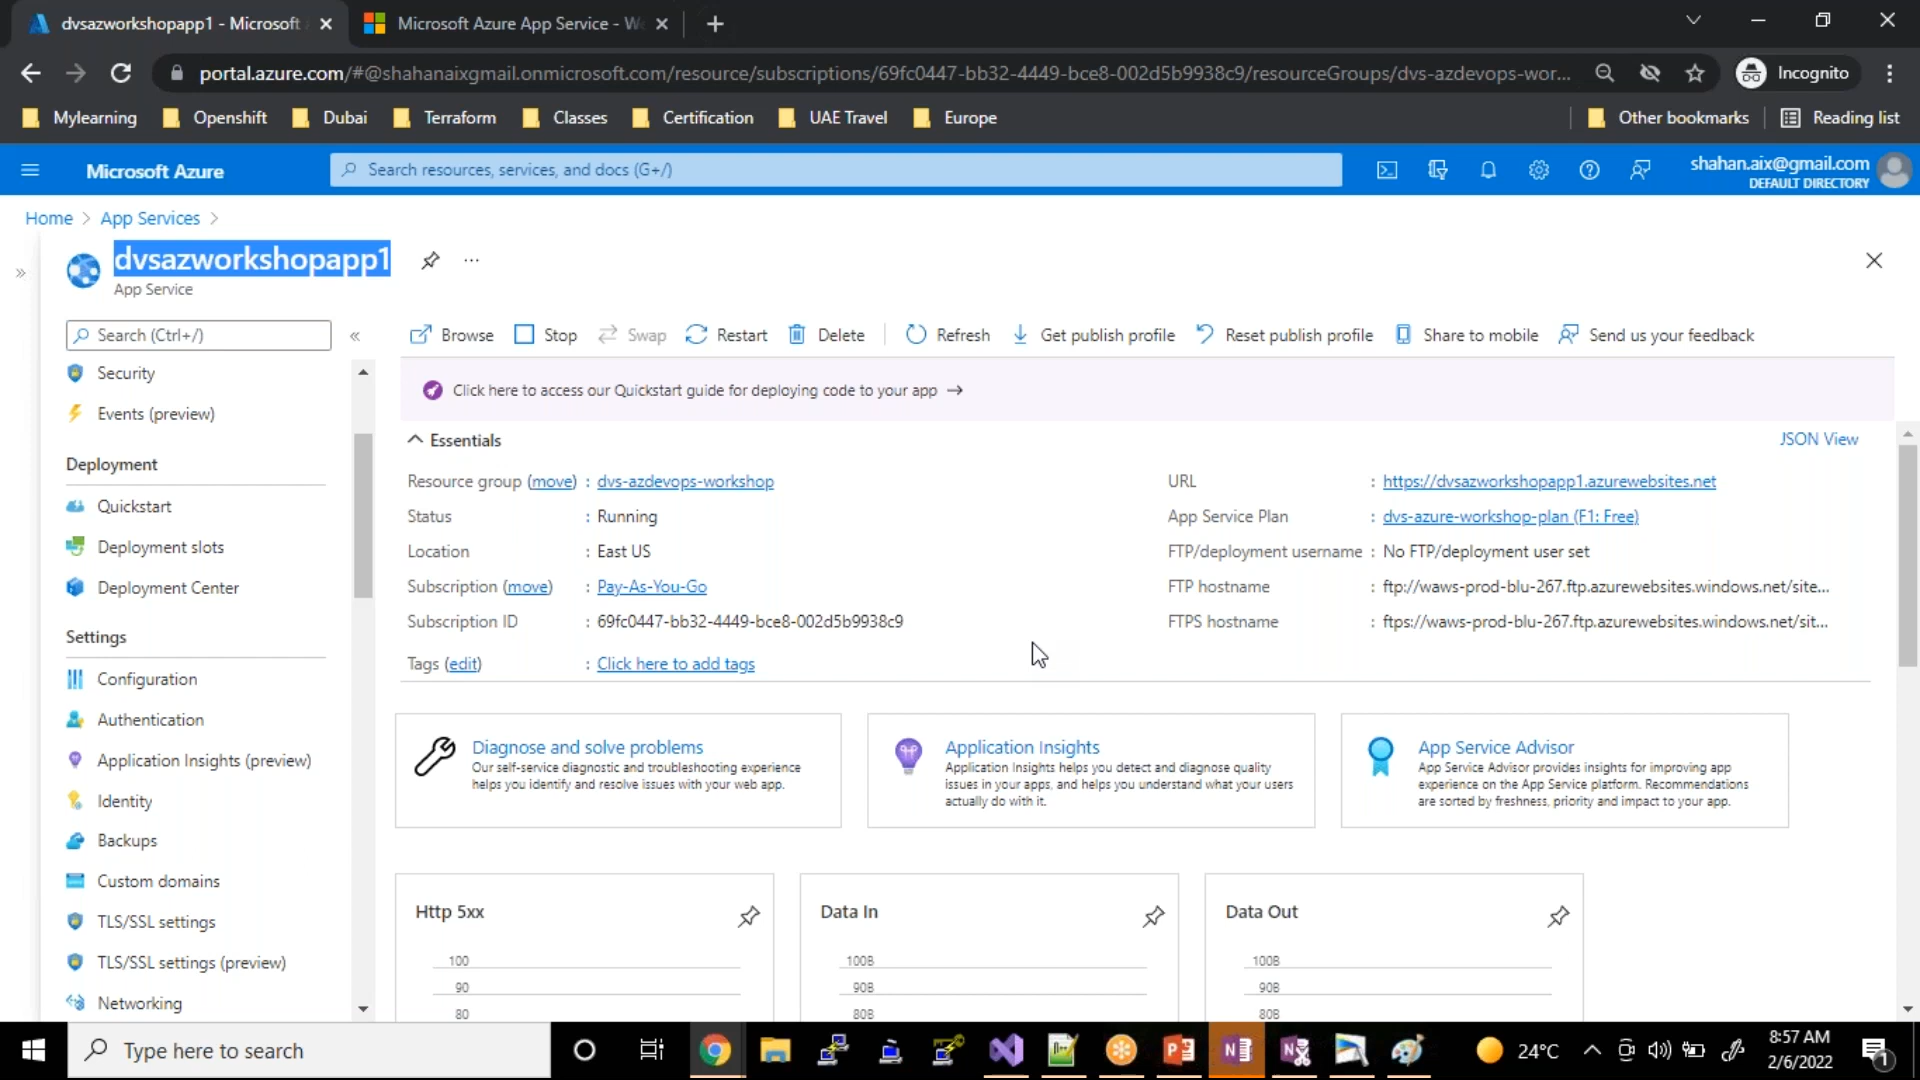 dvsazworkshopapp1 - Microsoft
Microsoft Azure App Service - We
portal.azure.com/#@shahanaixgmail.onmicrosoft.com/resource/subscriptions/69fc0447-bb32-4449-bce8-002d5b9938c9/resourceGroups/dvs-azdevops-wor...
Incognito
Mylearning
Openshift
Dubai
Terraform
Classes
Certification
UAE Travel
Europe
Other bookmarks
Reading list
Microsoft Azure
Search resources, services, and docs (G+/)
shahan.aix@gmail.com
DEFAULT DIRECTORY
Home > App Services >
dvsazworkshopapp1
App Service
Search (Ctrl+/)
Browse
Stop
Swap
Restart
Delete
Refresh
Get publish profile
Reset publish profile
Share to mobile
Send us your feedback
Security
Events (preview)
Deployment
Quickstart
Deployment slots
Deployment Center
Settings
Configuration
Authentication
Application Insights (preview)
Identity
Backups
Custom domains
TLS/SSL settings
TLS/SSL settings (preview)
Networking
Click here to access our Quickstart guide for deploying code to your app →
Essentials
JSON View
Resource group (move) : dvs-azdevops-workshop
Status : Running
Location : East US
Subscription (move) : Pay-As-You-Go
Subscription ID : 69fc0447-bb32-4449-bce8-002d5b9938c9
Tags (edit) : Click here to add tags
URL : https://dvsazworkshopapp1.azurewebsites.net
App Service Plan : dvs-azure-workshop-plan (F1: Free)
FTP/deployment username : No FTP/deployment user set
FTP hostname : ftp://waws-prod-blu-267.ftp.azurewebsites.windows.net/site...
FTPS hostname : ftps://waws-prod-blu-267.ftp.azurewebsites.windows.net/sit...
Diagnose and solve problems
Our self-service diagnostic and troubleshooting experience
helps you identify and resolve issues with your web app.
Application Insights
Application Insights helps you detect and diagnose quality
issues in your apps, and helps you understand what your users
actually do with it.
App Service Advisor
App Service Advisor provides insights for improving app
experience on the App Service platform. Recommendations
are sorted by freshness, priority and impact to your app.
Http 5xx
100
90
80
Data In
100B
90B
80B
Data Out
100B
90B
80B
Type here to search
24°C
8:57 AM
2/6/2022
1